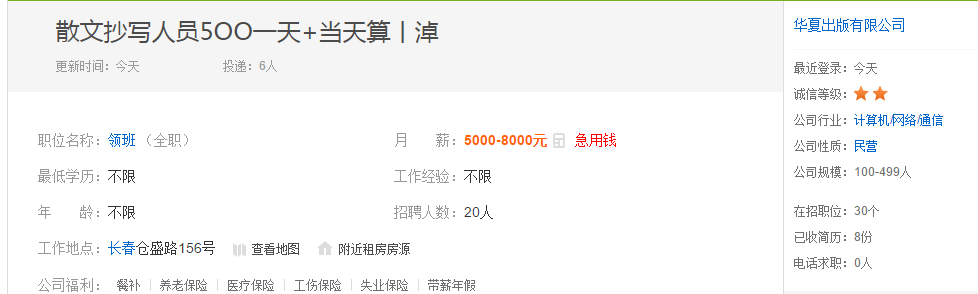 散文抄写人员5OO一天+当天算丨淖
更新时间：今天 投递：6人
职位名称：领班（全职） 月 薪：5000-8000元 急用钱
最低学历：不限 工作经验：不限
年 龄：不限 招聘人数：20人
工作地点：长春仓盛路156号 查看地图 附近租房房源
公司福利： 餐补 养老保险 医疗保险 工伤保险 失业保险 带薪年假
华夏出版有限公司
最近登录：今天
诚信等级：
公司行业：计算机/网络/通信
公司性质：民营
公司规模：100-499人
在招职位：30个
已收简历：8份
电话求职：0人